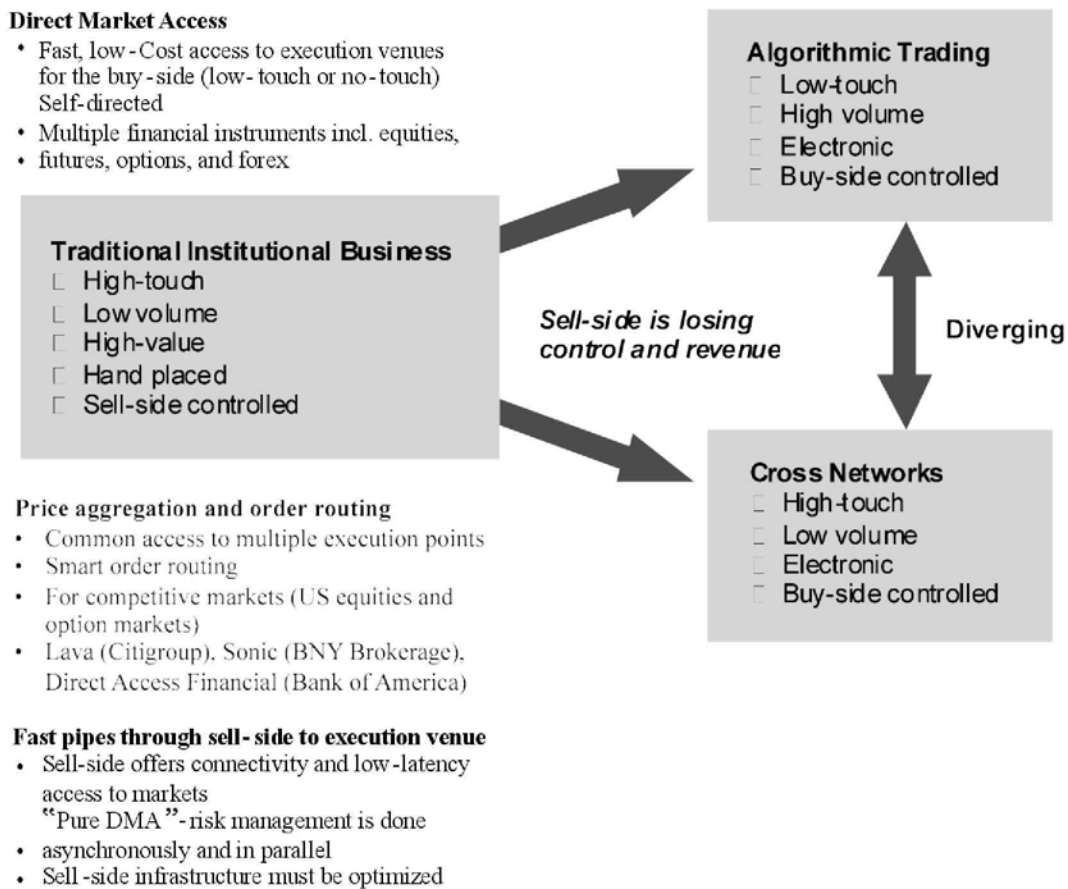 Direct Market Access
• Fast, low-Cost access to execution venues
for the buy-side (low-touch or no-touch)
Self-directed
• Multiple financial instruments incl. equities,
• futures, options, and forex
Algorithmic Trading
Low-touch
High volume
Electronic
Buy-side controlled
Traditional Institutional Business
High-touch
Low volume
High-value
Hand placed
Sell-side controlled
Sell-side is losing
control and revenue
Diverging
Cross Networks
High-touch
Low volume
Electronic
Buy-side controlled
Price aggregation and order routing
• Common access to multiple execution points
• Smart order routing
• For competitive markets (US equities and
option markets)
• Lava (Citigroup), Sonic (BNY Brokerage),
Direct Access Financial (Bank of America)
Fast pipes through sell-side to execution venue
• Sell-side offers connectivity and low-latency
access to markets
“Pure DMA”-risk management is done
• asynchronously and in parallel
• Sell-side infrastructure must be optimized